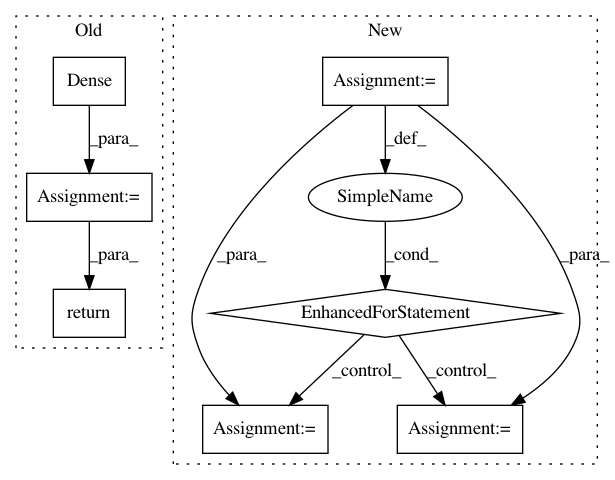 Old
New
Dense
Assignment:=
_para_
_def_
Assignment:=
SimpleName
_para_
_para_
_cond_
_para_
return
EnhancedForStatement
_control_
_control_
Assignment:=
Assignment:=